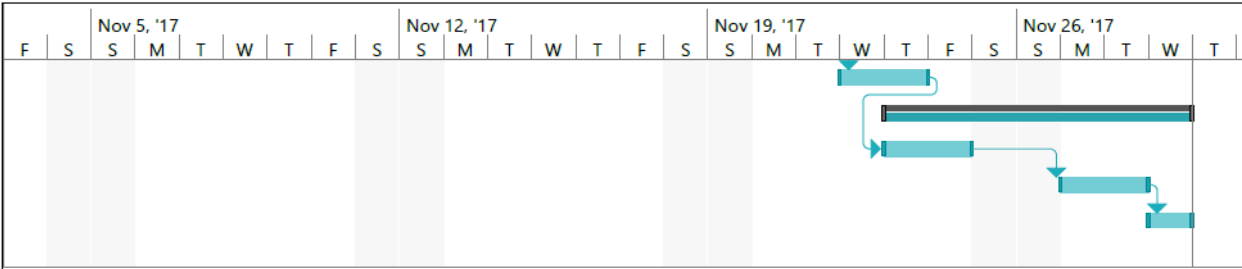 Nov 5, '17 Nov 12, '17 Nov 19, '17 Nov 26, '17
F S S M T W T F S S M T W T F S S M T W T F S S M T W T